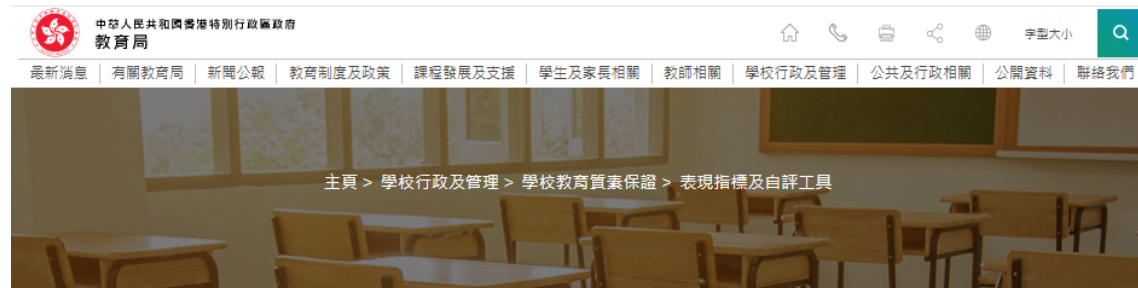 中華人民共和國香港特別行政區政府
教育局
字型大小
最新消息 有關教育局 新聞公報 教育制度及政策 課程發展及支援 學生及家長相關 教師相關 學校行政及管理 公共及行政相關 公開資料 聯絡我們
主頁 > 學校行政及管理 > 學校教育質素保證 > 表現指標及自評工具